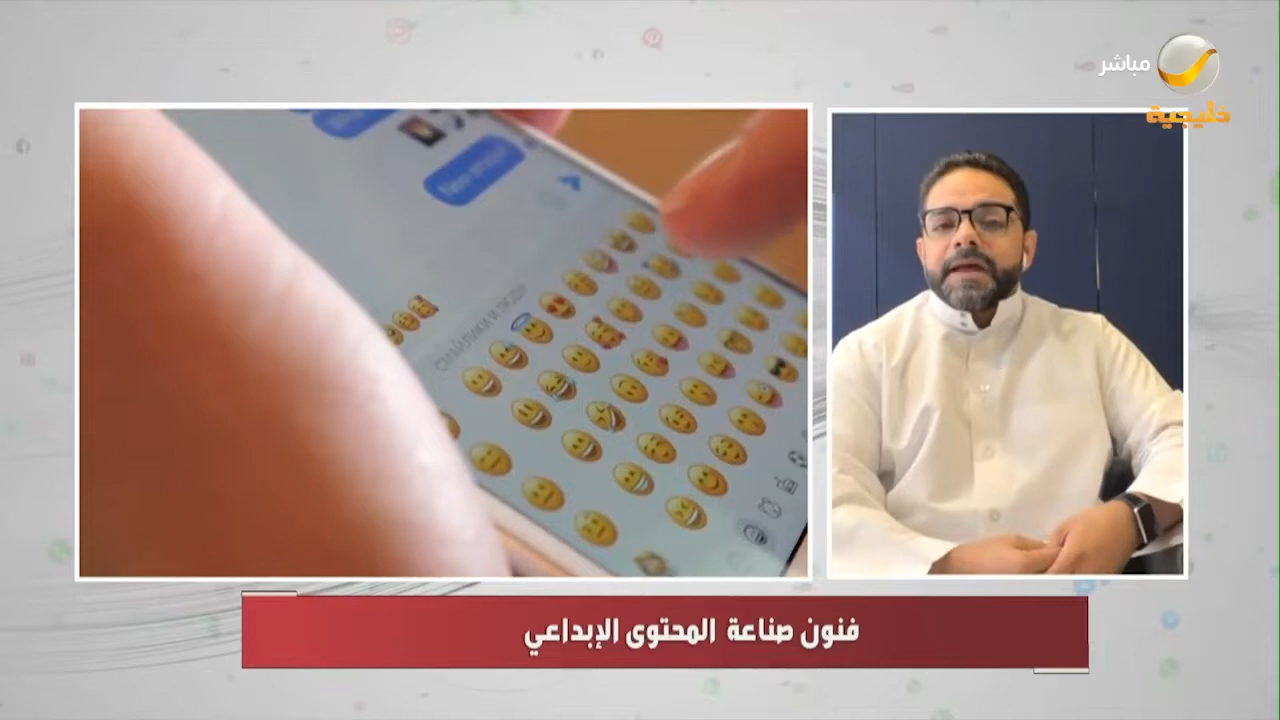 مباشر
خليجية
فنون صناعة المحتوى الإبداعي